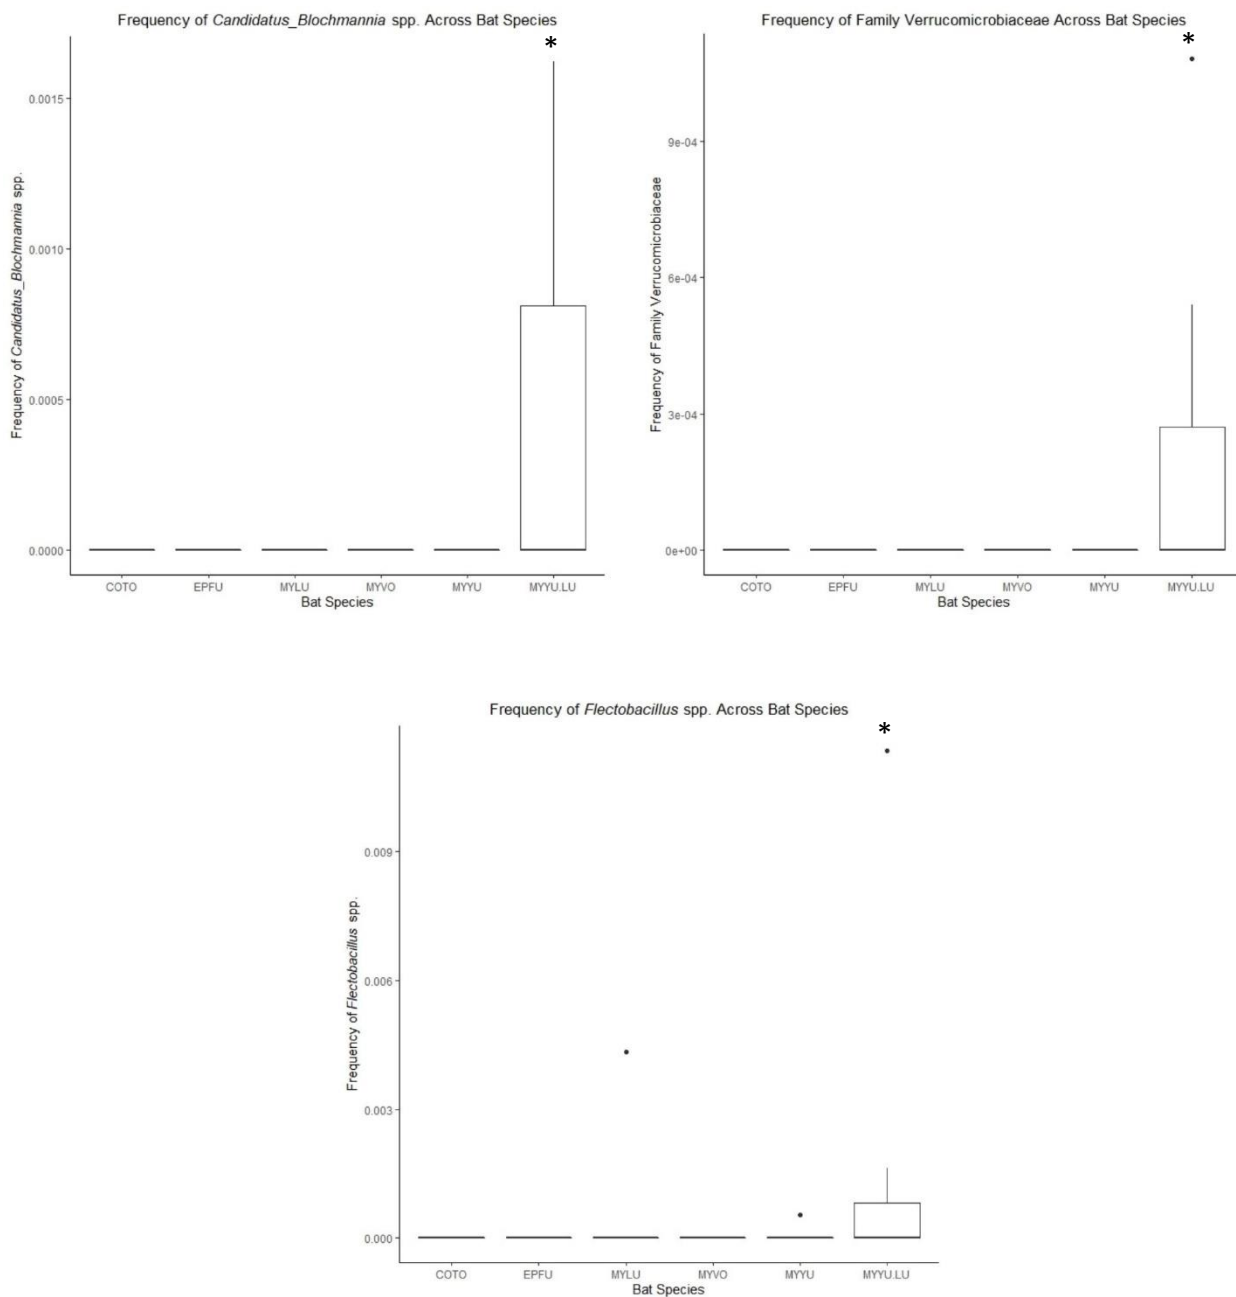 Frequency of Candidatus_Blochmannia spp. Across Bat Species
*
Frequency of Candidatus_Blochmannia spp.
0.0015
0.0010
0.0005
0.0000
COTO EPFU MYLU MYVO MYYU MYYU.LU
Bat Species
Frequency of Family Verrucomicrobiaceae Across Bat Species
*
Frequency of Family Verrucomicrobiaceae
9e-04
6e-04
3e-04
0e+00
COTO EPFU MYLU MYVO MYYU MYYU.LU
Bat Species
Frequency of Flectobacillus spp. Across Bat Species
*
Frequency of Flectobacillus spp.
0.009
0.006
0.003
0.000
COTO EPFU MYLU MYVO MYYU MYYU.LU
Bat Species